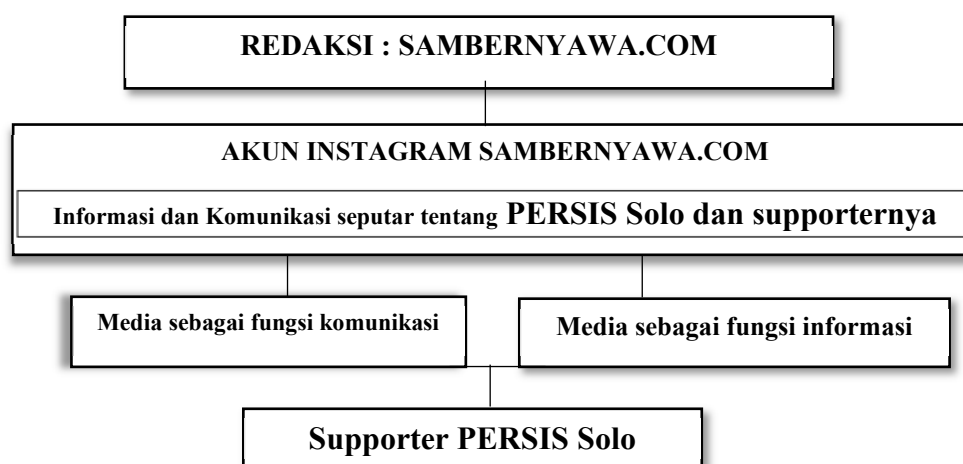 REDAKSI : SAMBERNYAWA.COM
AKUN INSTAGRAM SAMBERNYAWA.COM
Informasi dan Komunikasi seputar tentang PERSIS Solo dan supporternya
Media sebagai fungsi komunikasi
Media sebagai fungsi informasi
Supporter PERSIS Solo